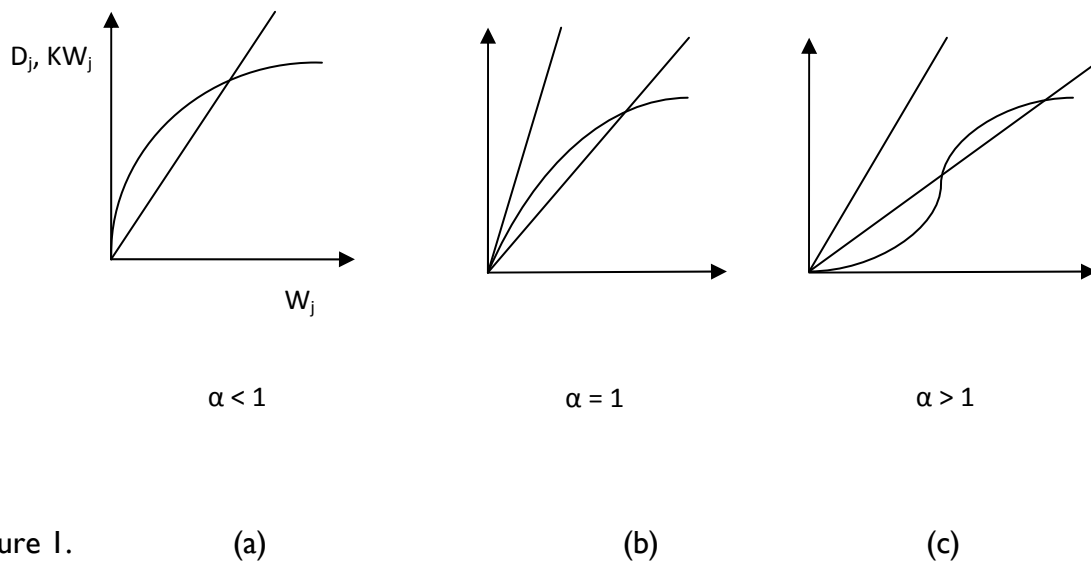 Dⱼ, KWⱼ
Wⱼ
α < 1 α = 1 α > 1
ure 1. (a) (b) (c)